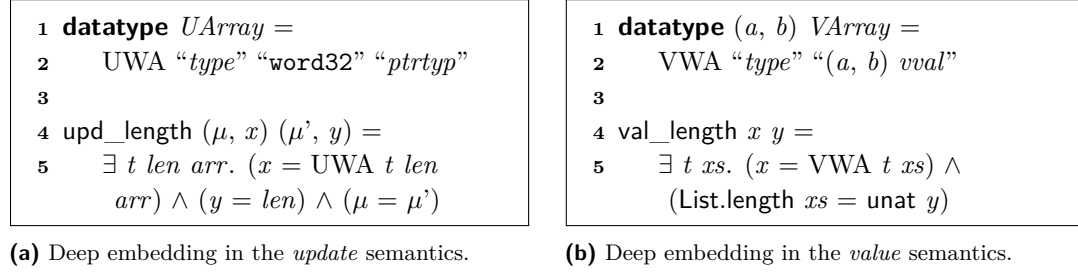 1 datatype UArray =
2 UWA “type” “word32” “ptrtyp”
3
4 upd_length (μ, x) (μ’, y) =
5 ∃ t len arr. (x = UWA t len
arr) ∧ (y = len) ∧ (μ = μ’)
(a) Deep embedding in the update semantics.
1 datatype (a, b) VArray =
2 VWA “type” “(a, b) vval”
3
4 val_length x y =
5 ∃ t xs. (x = VWA t xs) ∧
(List.length xs = unat y)
(b) Deep embedding in the value semantics.